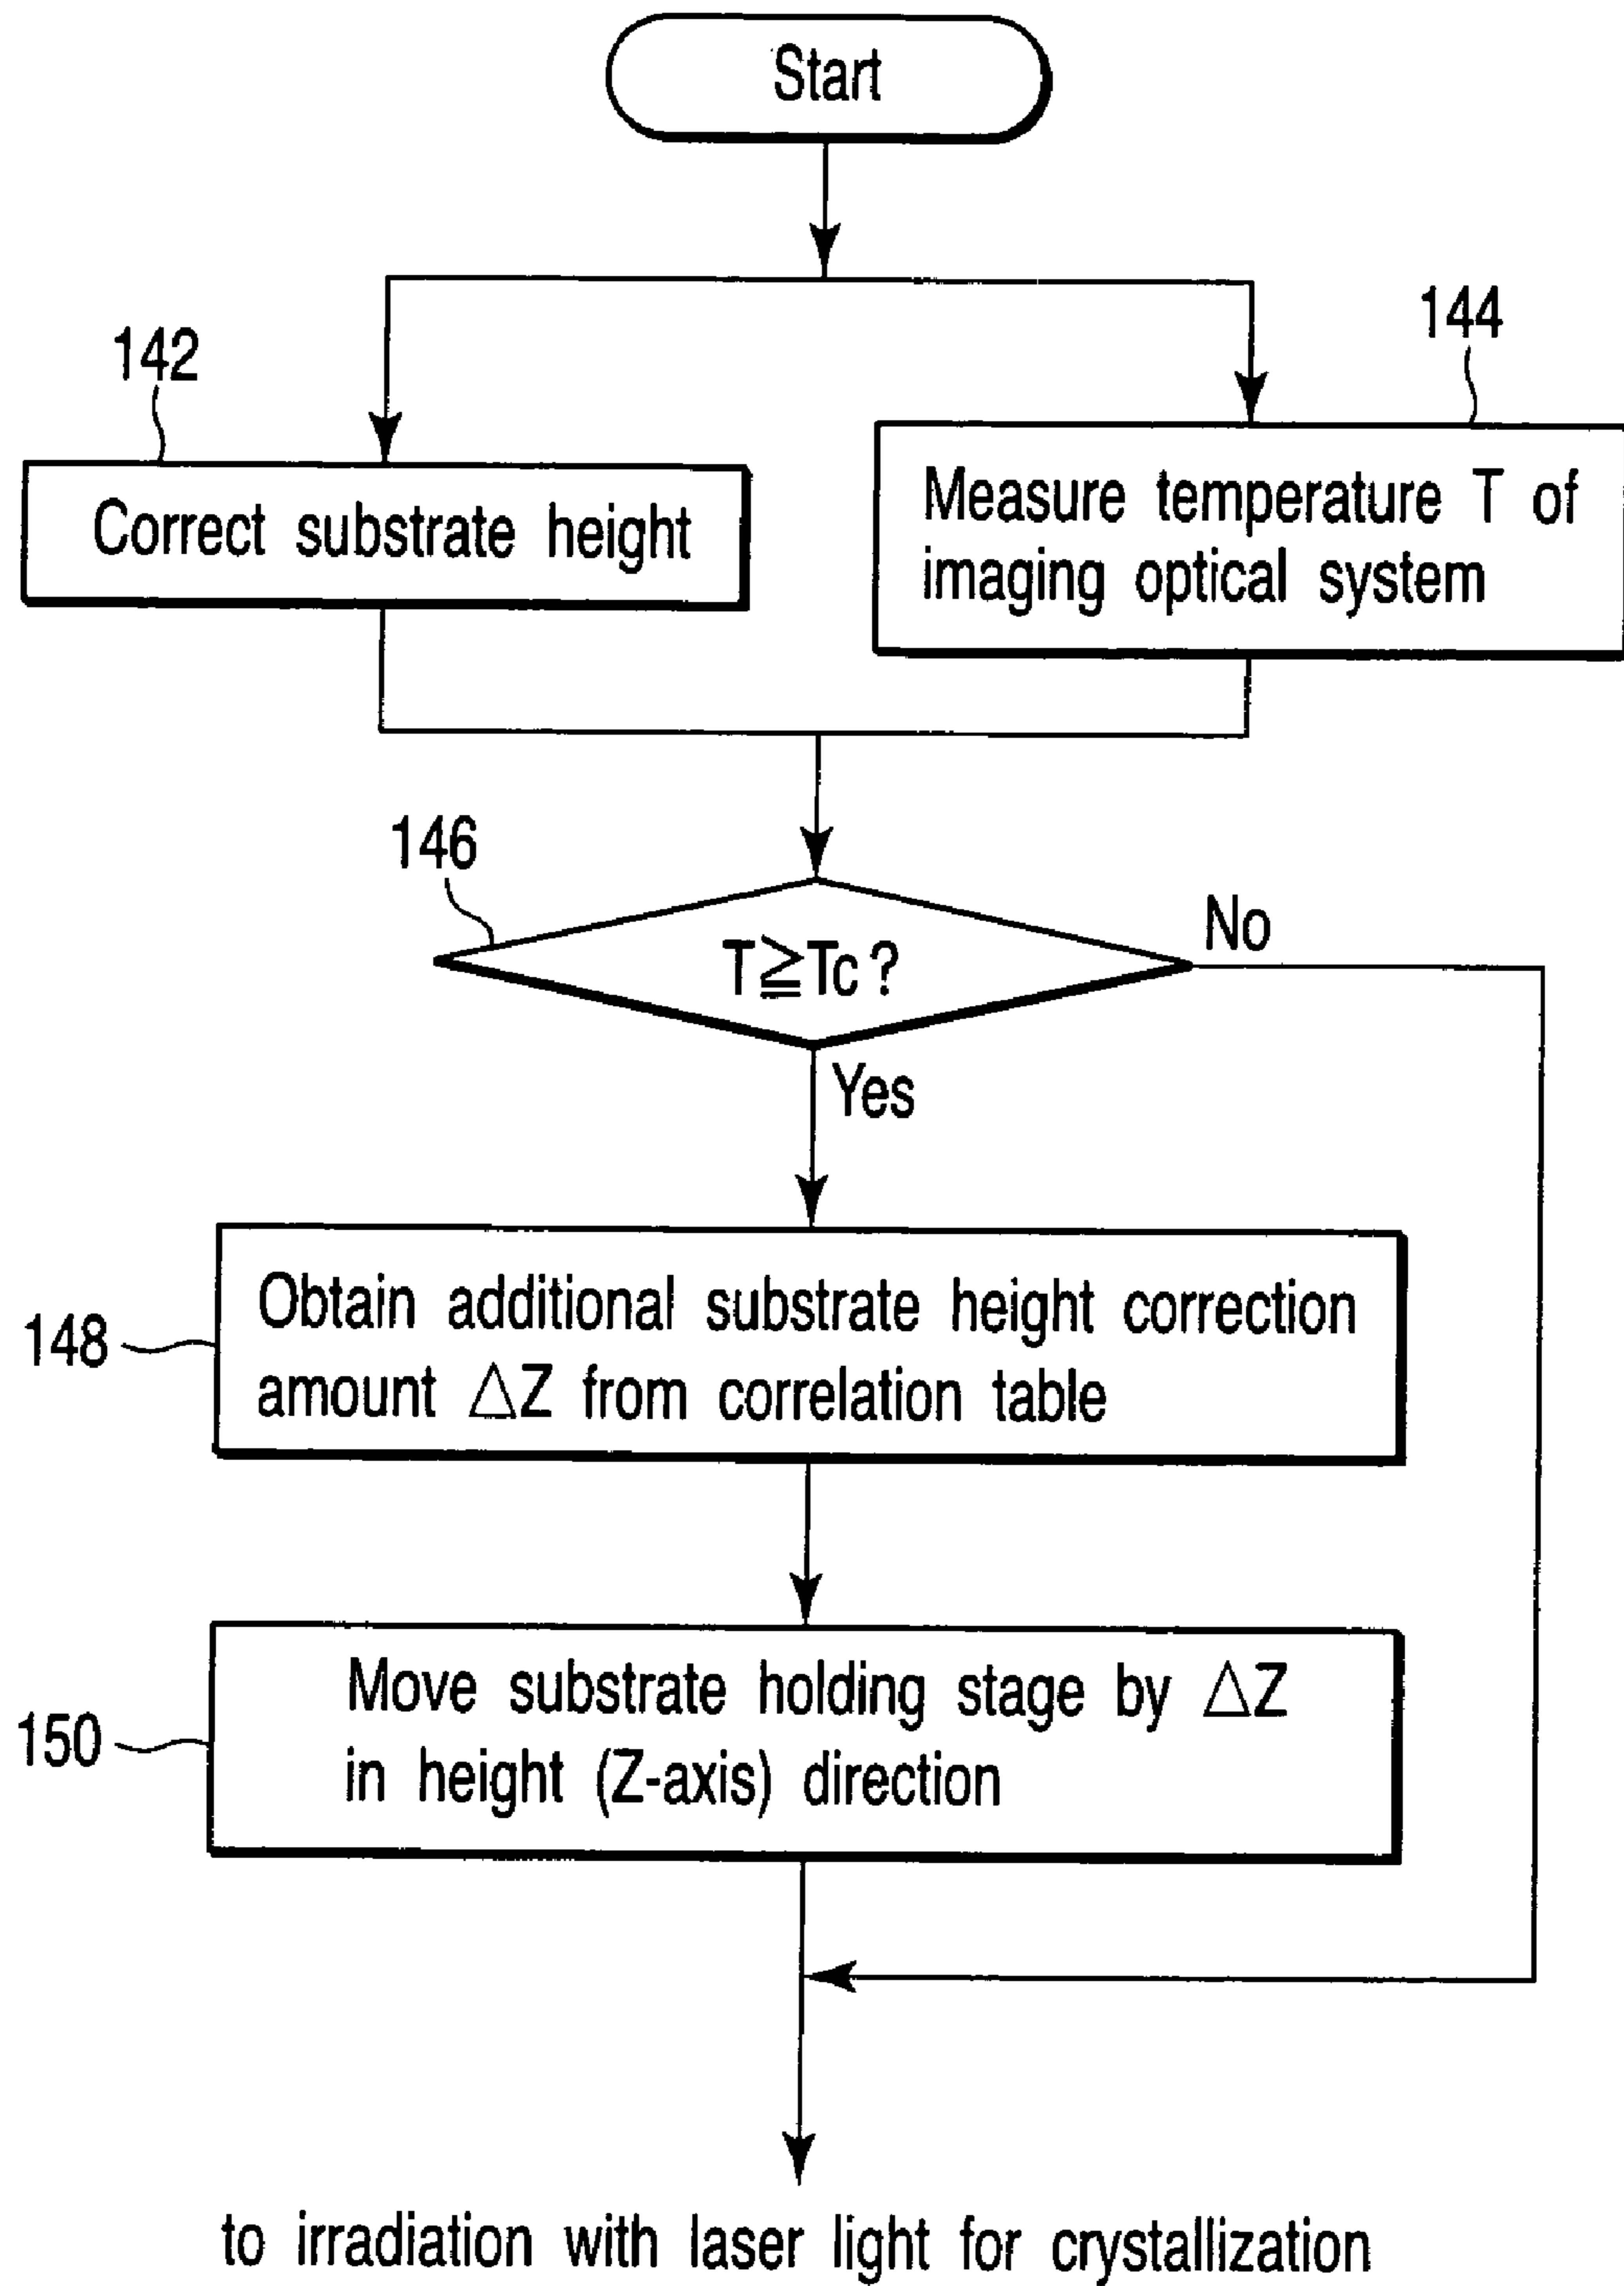 Start
142
144
Correct substrate height
Measure temperature T of
imaging optical system
146
T≧Tc?
No
Yes
148
Obtain additional substrate height correction
amount △Z from correlation table
150
Move substrate holding stage by △Z
in height (Z-axis) direction
to irradiation with laser light for crystallization